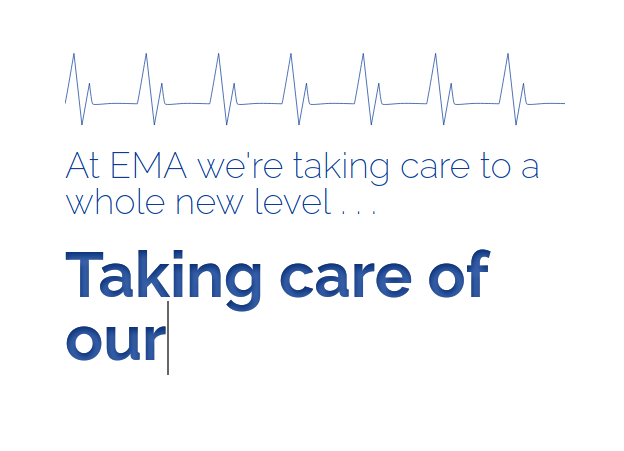 At EMA we're taking care to a
whole new level . . .
Taking care of
our